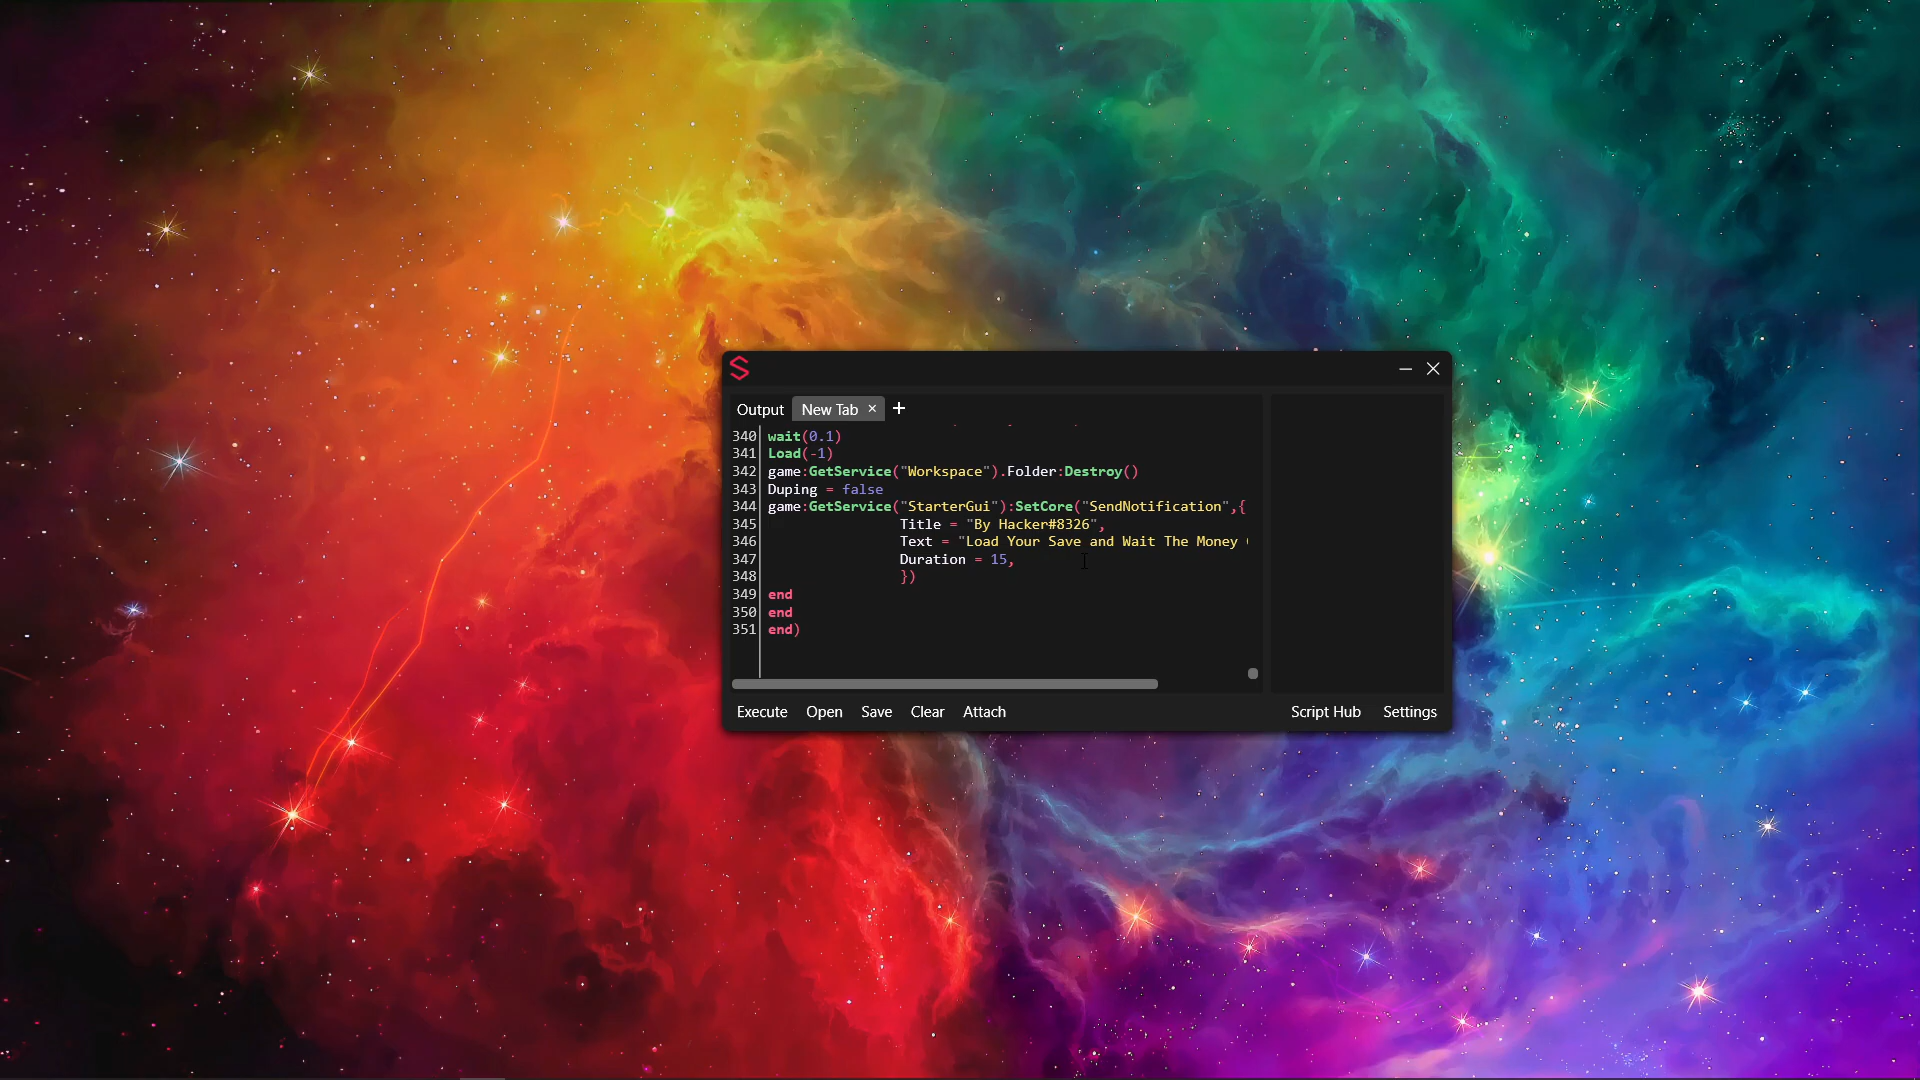 Output New Tab
340 wait(0.1)
341 Load(-1)
342 game:GetService("Workspace").Folder:Destroy()
343 Duping = false
344 game:GetService("StarterGui"):SetCore("SendNotification",{
345 Title = "By Hacker#8326",
346 Text = "Load Your Save and Wait The Money
347 Duration = 15,
348 })
349 end
350 end
351 end)
Execute Open Save Clear Attach Script Hub Settings